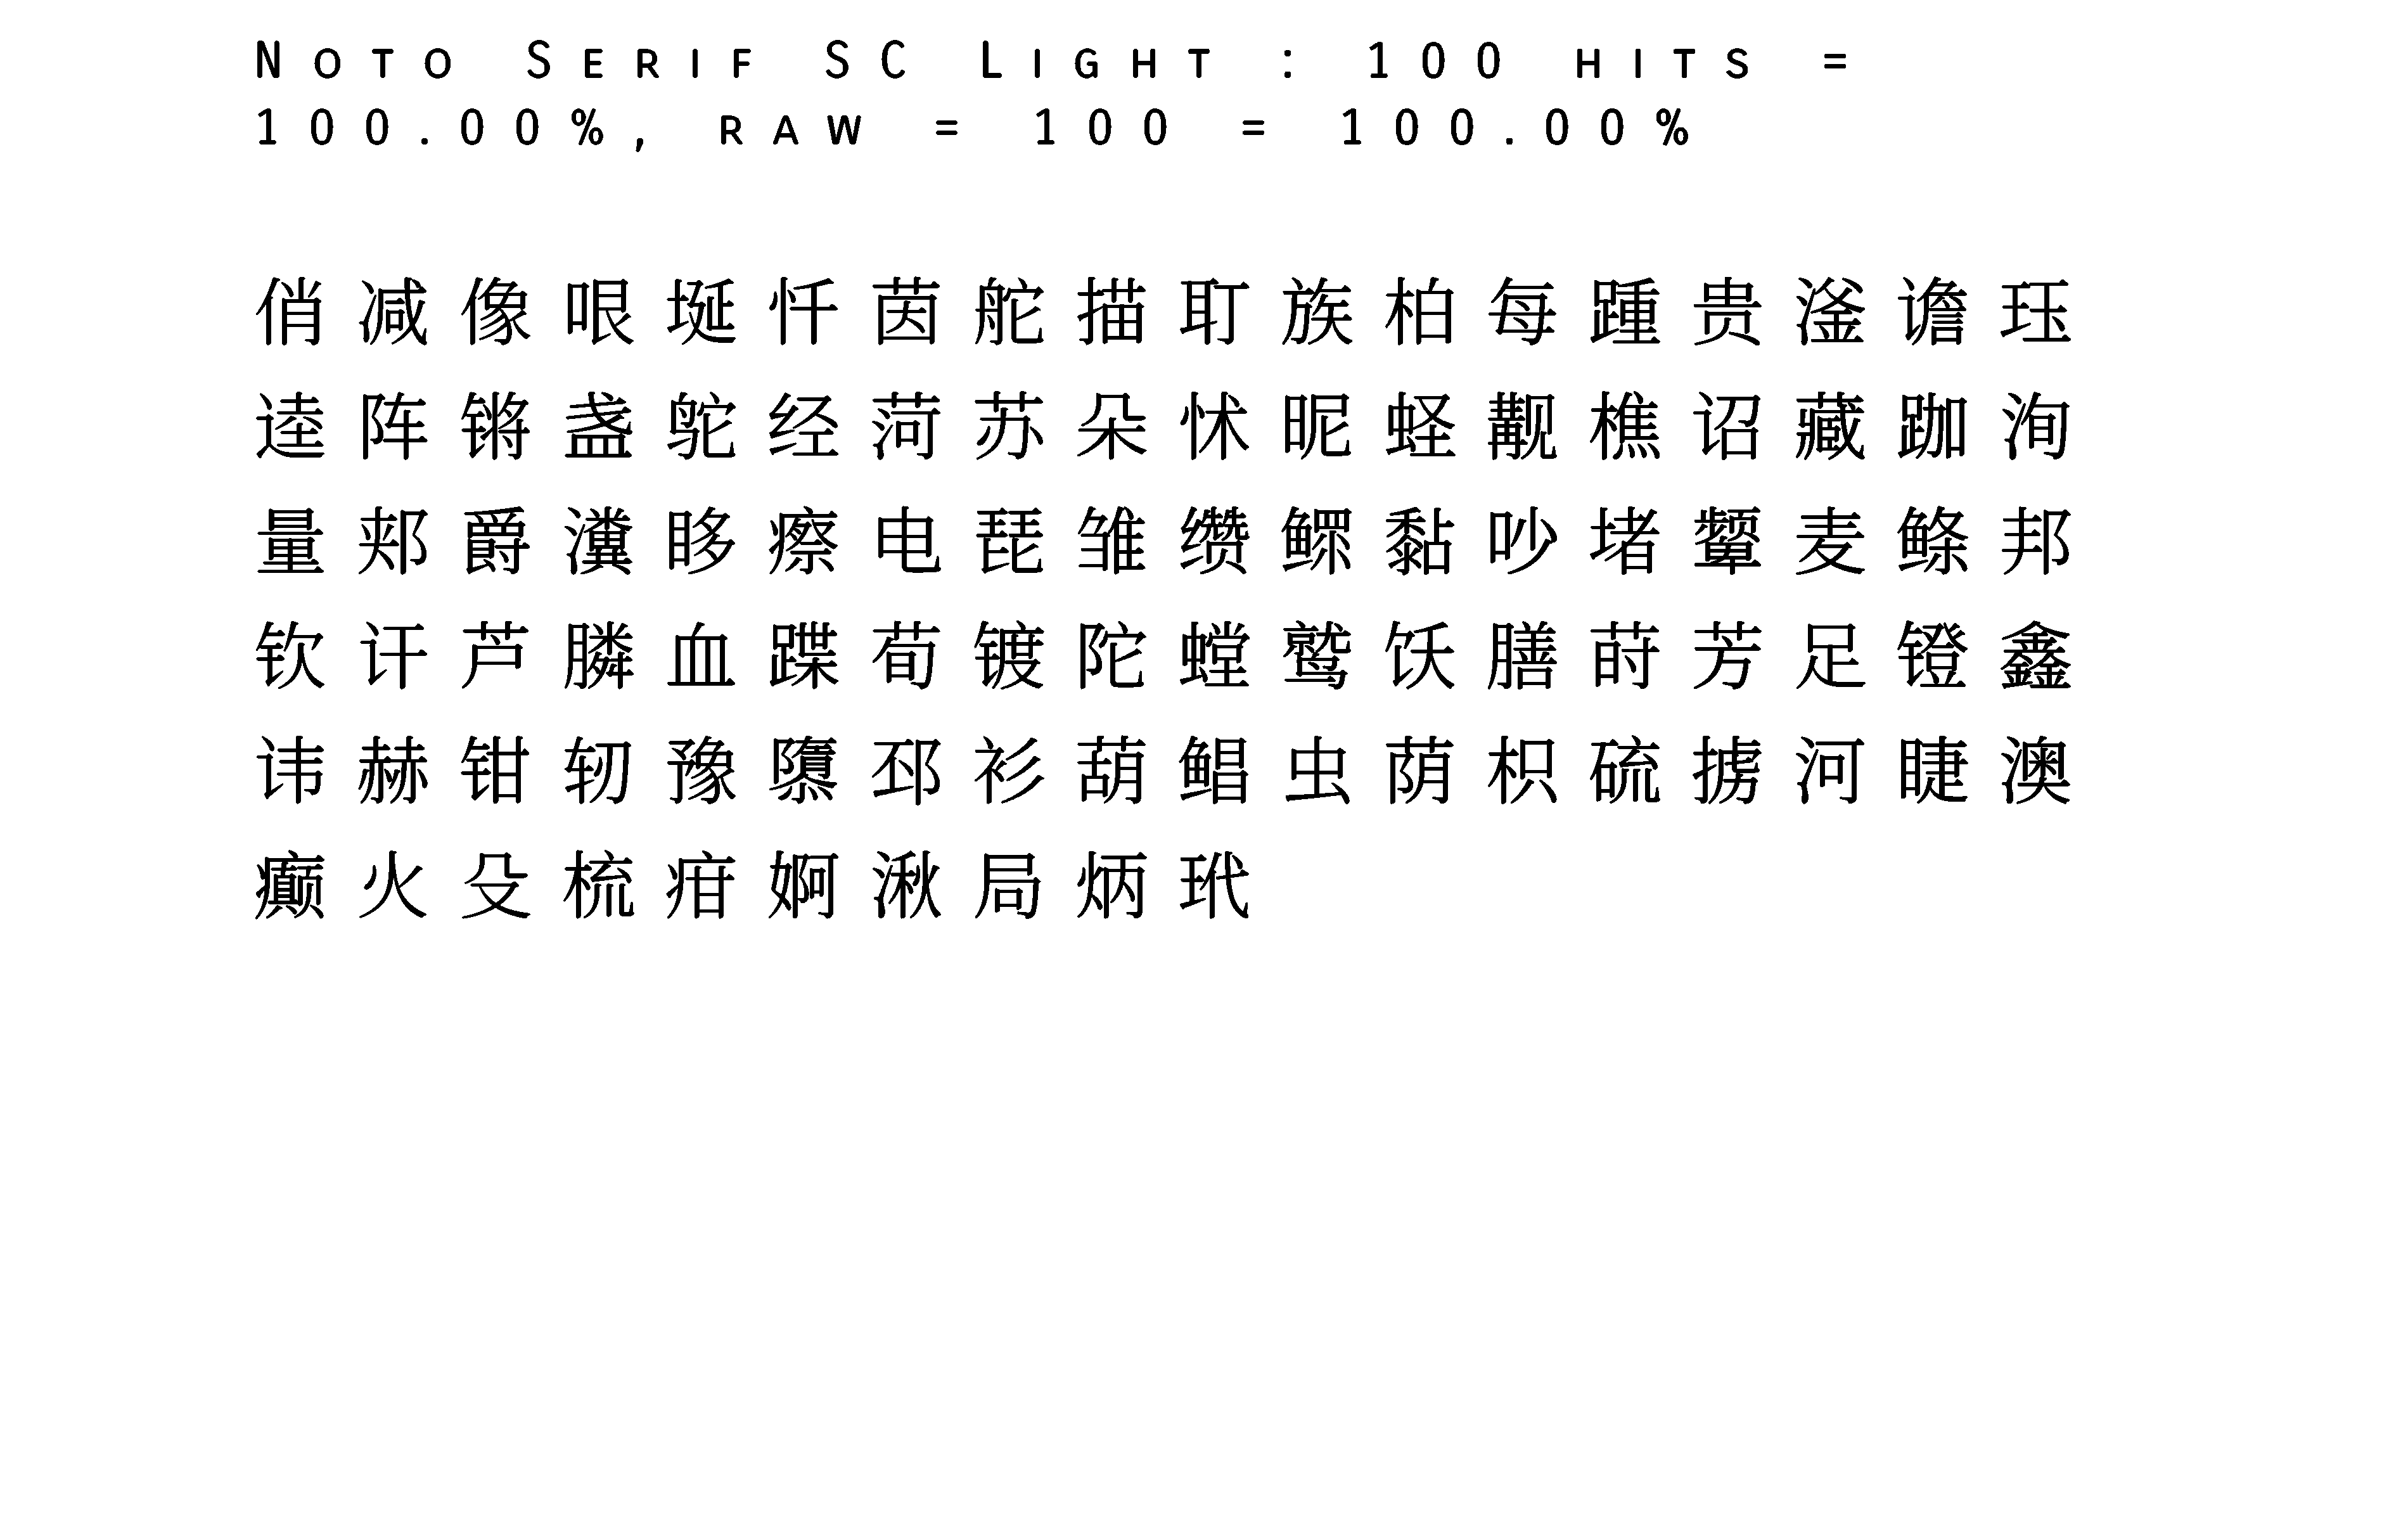 Noto Serif SC Light : 100 hits =
100.00%, raw = 100 = 100.00%
俏减像哏埏忏茵舵描耵族柏每踵贵滏谵珏
逵阵锵盏鸵经菏苏朵怵昵蛏觏樵诏藏跏洵
量郏爵瀵眵瘵电琵雏缵鳏黏吵堵颦麦鲦邦
钦讦芦膦血蹀荀镀陀螳鹫饫膳莳芳足镫鑫
讳赫钳轫豫隳邳衫葫鲳虫荫枳硫掳河睫澳
癫火殳梳疳婀湫局炳玳